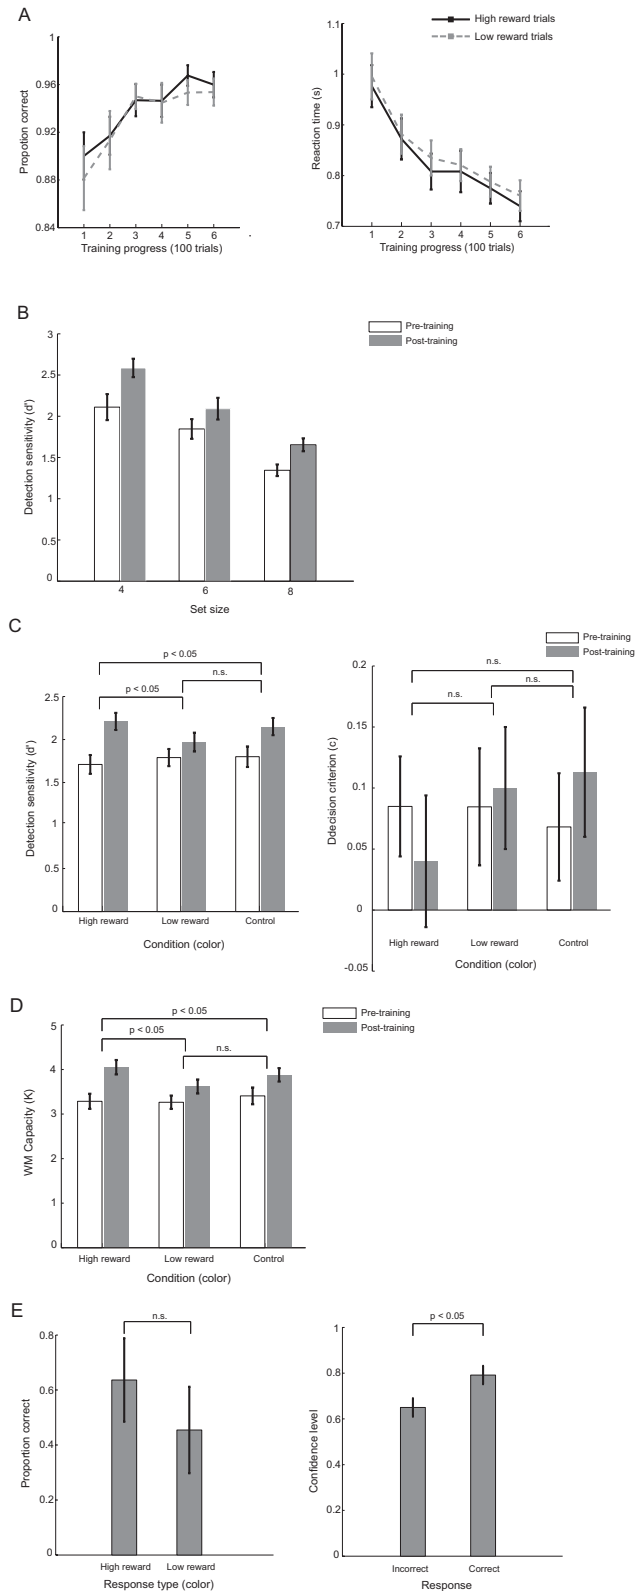 A
High reward trials
Low reward trials
1
0.96
0.92
0.88
0.84
Propotion correct
1 2 3 4 5 6
Training progress (100 trials)
1.1
1
0.9
0.8
0.7
Reaction time (s)
1 2 3 4 5 6
Training progress (100 trials)
B
Pre-training
Post-training
3
2.5
2
1.5
1
0.5
0
Detection sensitivity (d')
4 6 8
Set size
C
Pre-training
Post-training
p < 0.05
n.s.
p < 0.05
2.5
2
1.5
1
0.5
0
Detection sensitivity (d')
High reward Low reward Control
Condition (color)
n.s.
n.s.
n.s.
0.2
0.15
0.1
0.05
0
-0.05
Ddecision criterion (c)
High reward Low reward Control
Condition (color)
D
Pre-training
Post-training
p < 0.05
p < 0.05
n.s.
5
4
3
2
1
0
WM Capacity (K)
High reward Low reward Control
Condition (color)
E
n.s.
0.8
0.6
0.4
0.2
0
Proportion correct
High reward Low reward
Response type (color)
p < 0.05
1
0.8
0.6
0.4
0.2
0
Confidence level
Incorrect Correct
Response